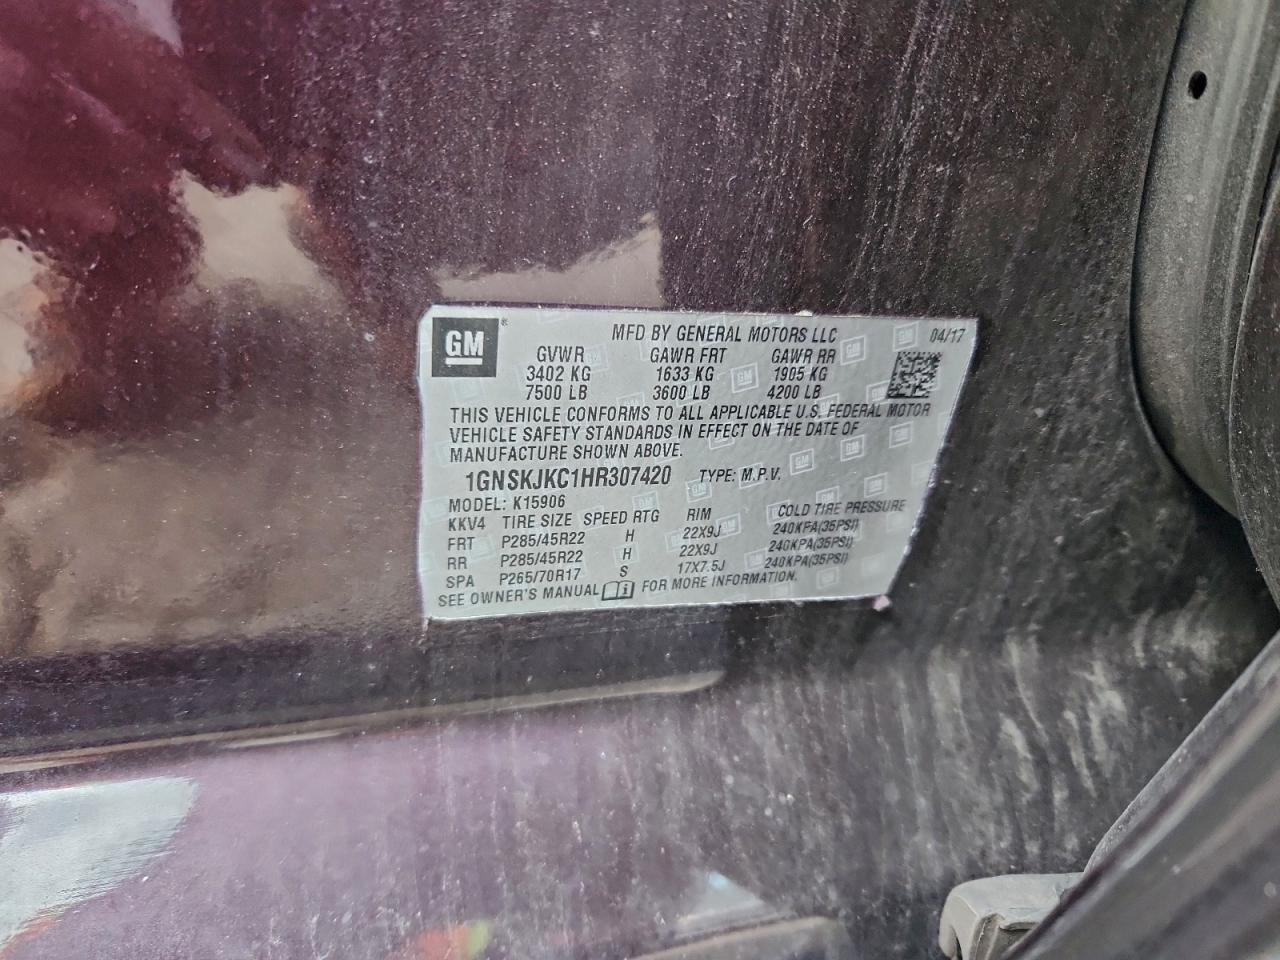 GM® MFD BY GENERAL MOTORS LLC 04/17
GVWR GAWR FRT GAWR RR
3402 KG 1633 KG 1905 KG
7500 LB 3600 LB 4200 LB
THIS VEHICLE CONFORMS TO ALL APPLICABLE U.S. FEDERAL MOTOR
VEHICLE SAFETY STANDARDS IN EFFECT ON THE DATE OF
MANUFACTURE SHOWN ABOVE.
1GNSKJKC1HR307420 TYPE: M.P.V.
MODEL: K15906
KKV4 TIRE SIZE SPEED RTG RIM COLD TIRE PRESSURE
FRT P285/45R22 H 22X9J 240KPA(35PSI)
RR P285/45R22 H 22X9J 240KPA(35PSI)
SPA P265/70R17 S 17X7.5J 240KPA(35PSI)
SEE OWNER'S MANUAL i FOR MORE INFORMATION.